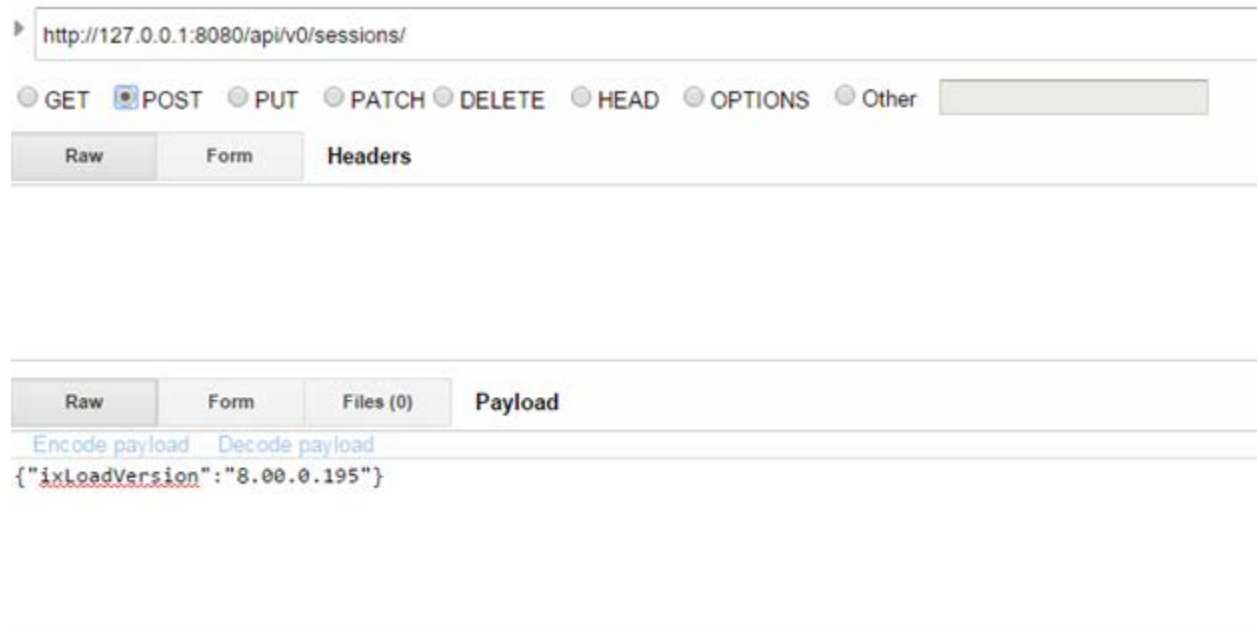 http://127.0.0.1:8080/api/v0/sessions/
GET POST PUT PATCH DELETE HEAD OPTIONS Other
Raw Form Headers
Raw Form Files (0) Payload
Encode payload Decode payload
{"ixLoadVersion":"8.00.0.195"}